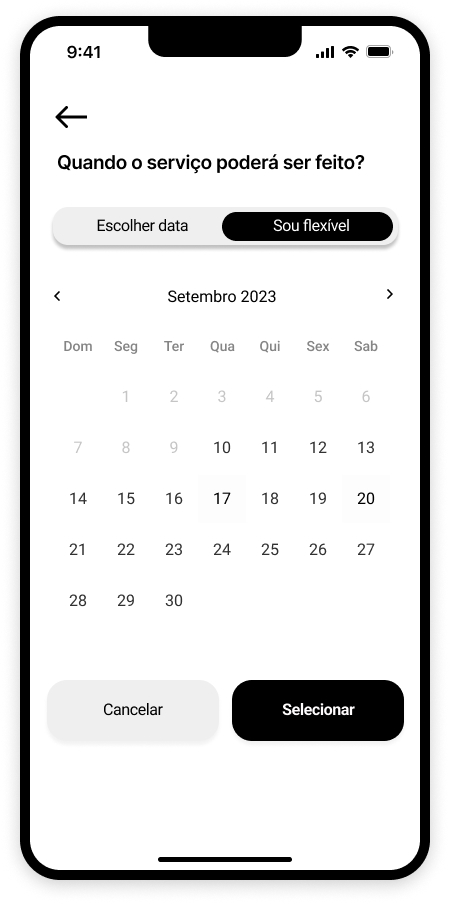 9:41
Quando o serviço poderá ser feito?
Escolher data Sou flexível
Setembro 2023
Dom Seg Ter Qua Qui Sex Sab
1 2 3 4 5 6
7 8 9 10 11 12 13
14 15 16 17 18 19 20
21 22 23 24 25 26 27
28 29 30
Cancelar Selecionar